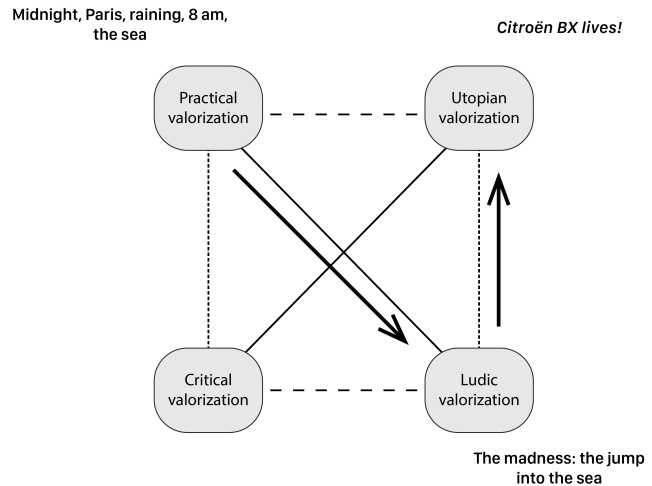 Midnight, Paris, raining, 8 am,
the sea
Citroën BX lives!
Practical
valorization
Utopian
valorization
Critical
valorization
Ludic
valorization
The madness: the jump
into the sea